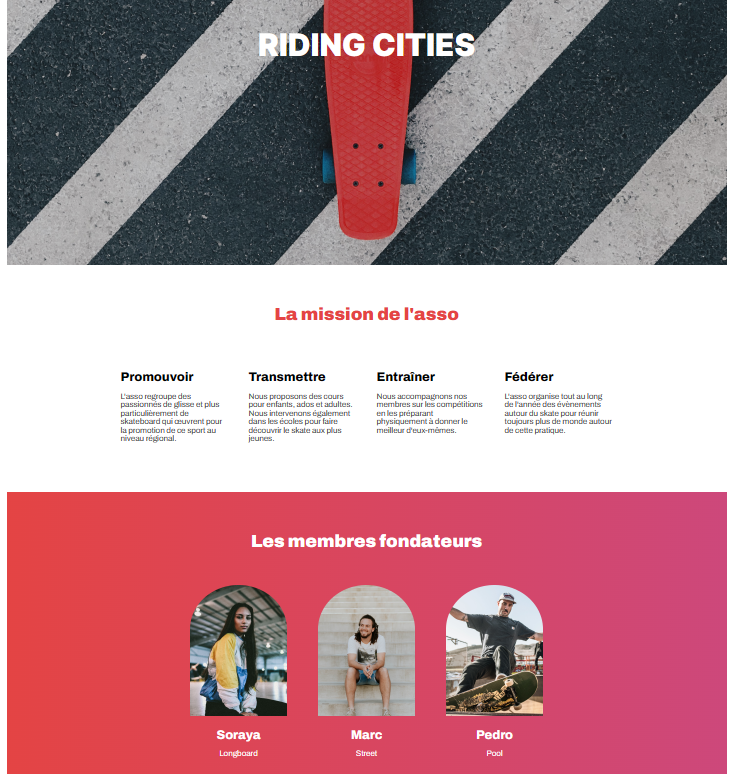 RIDING CITIES
La mission de l'asso
Promouvoir
L'asso regroupe des
passionnés de glisse et plus
particulièrement de
skateboard qui œuvrent pour
la promotion de ce sport au
niveau régional.
Transmettre
Nous proposons des cours
pour enfants, ados et adultes.
Nous intervenons également
dans les écoles pour faire
découvrir le skate aux plus
jeunes.
Entraîner
Nous accompagnons nos
membres sur les compétitions
en les préparant
physiquement à donner le
meilleur d'eux-mêmes.
Fédérer
L'asso organise tout au long
de l'année des évènements
autour du skate pour réunir
toujours plus de monde autour
de cette pratique.
Les membres fondateurs
Soraya
Longboard
Marc
Street
Pedro
Pool